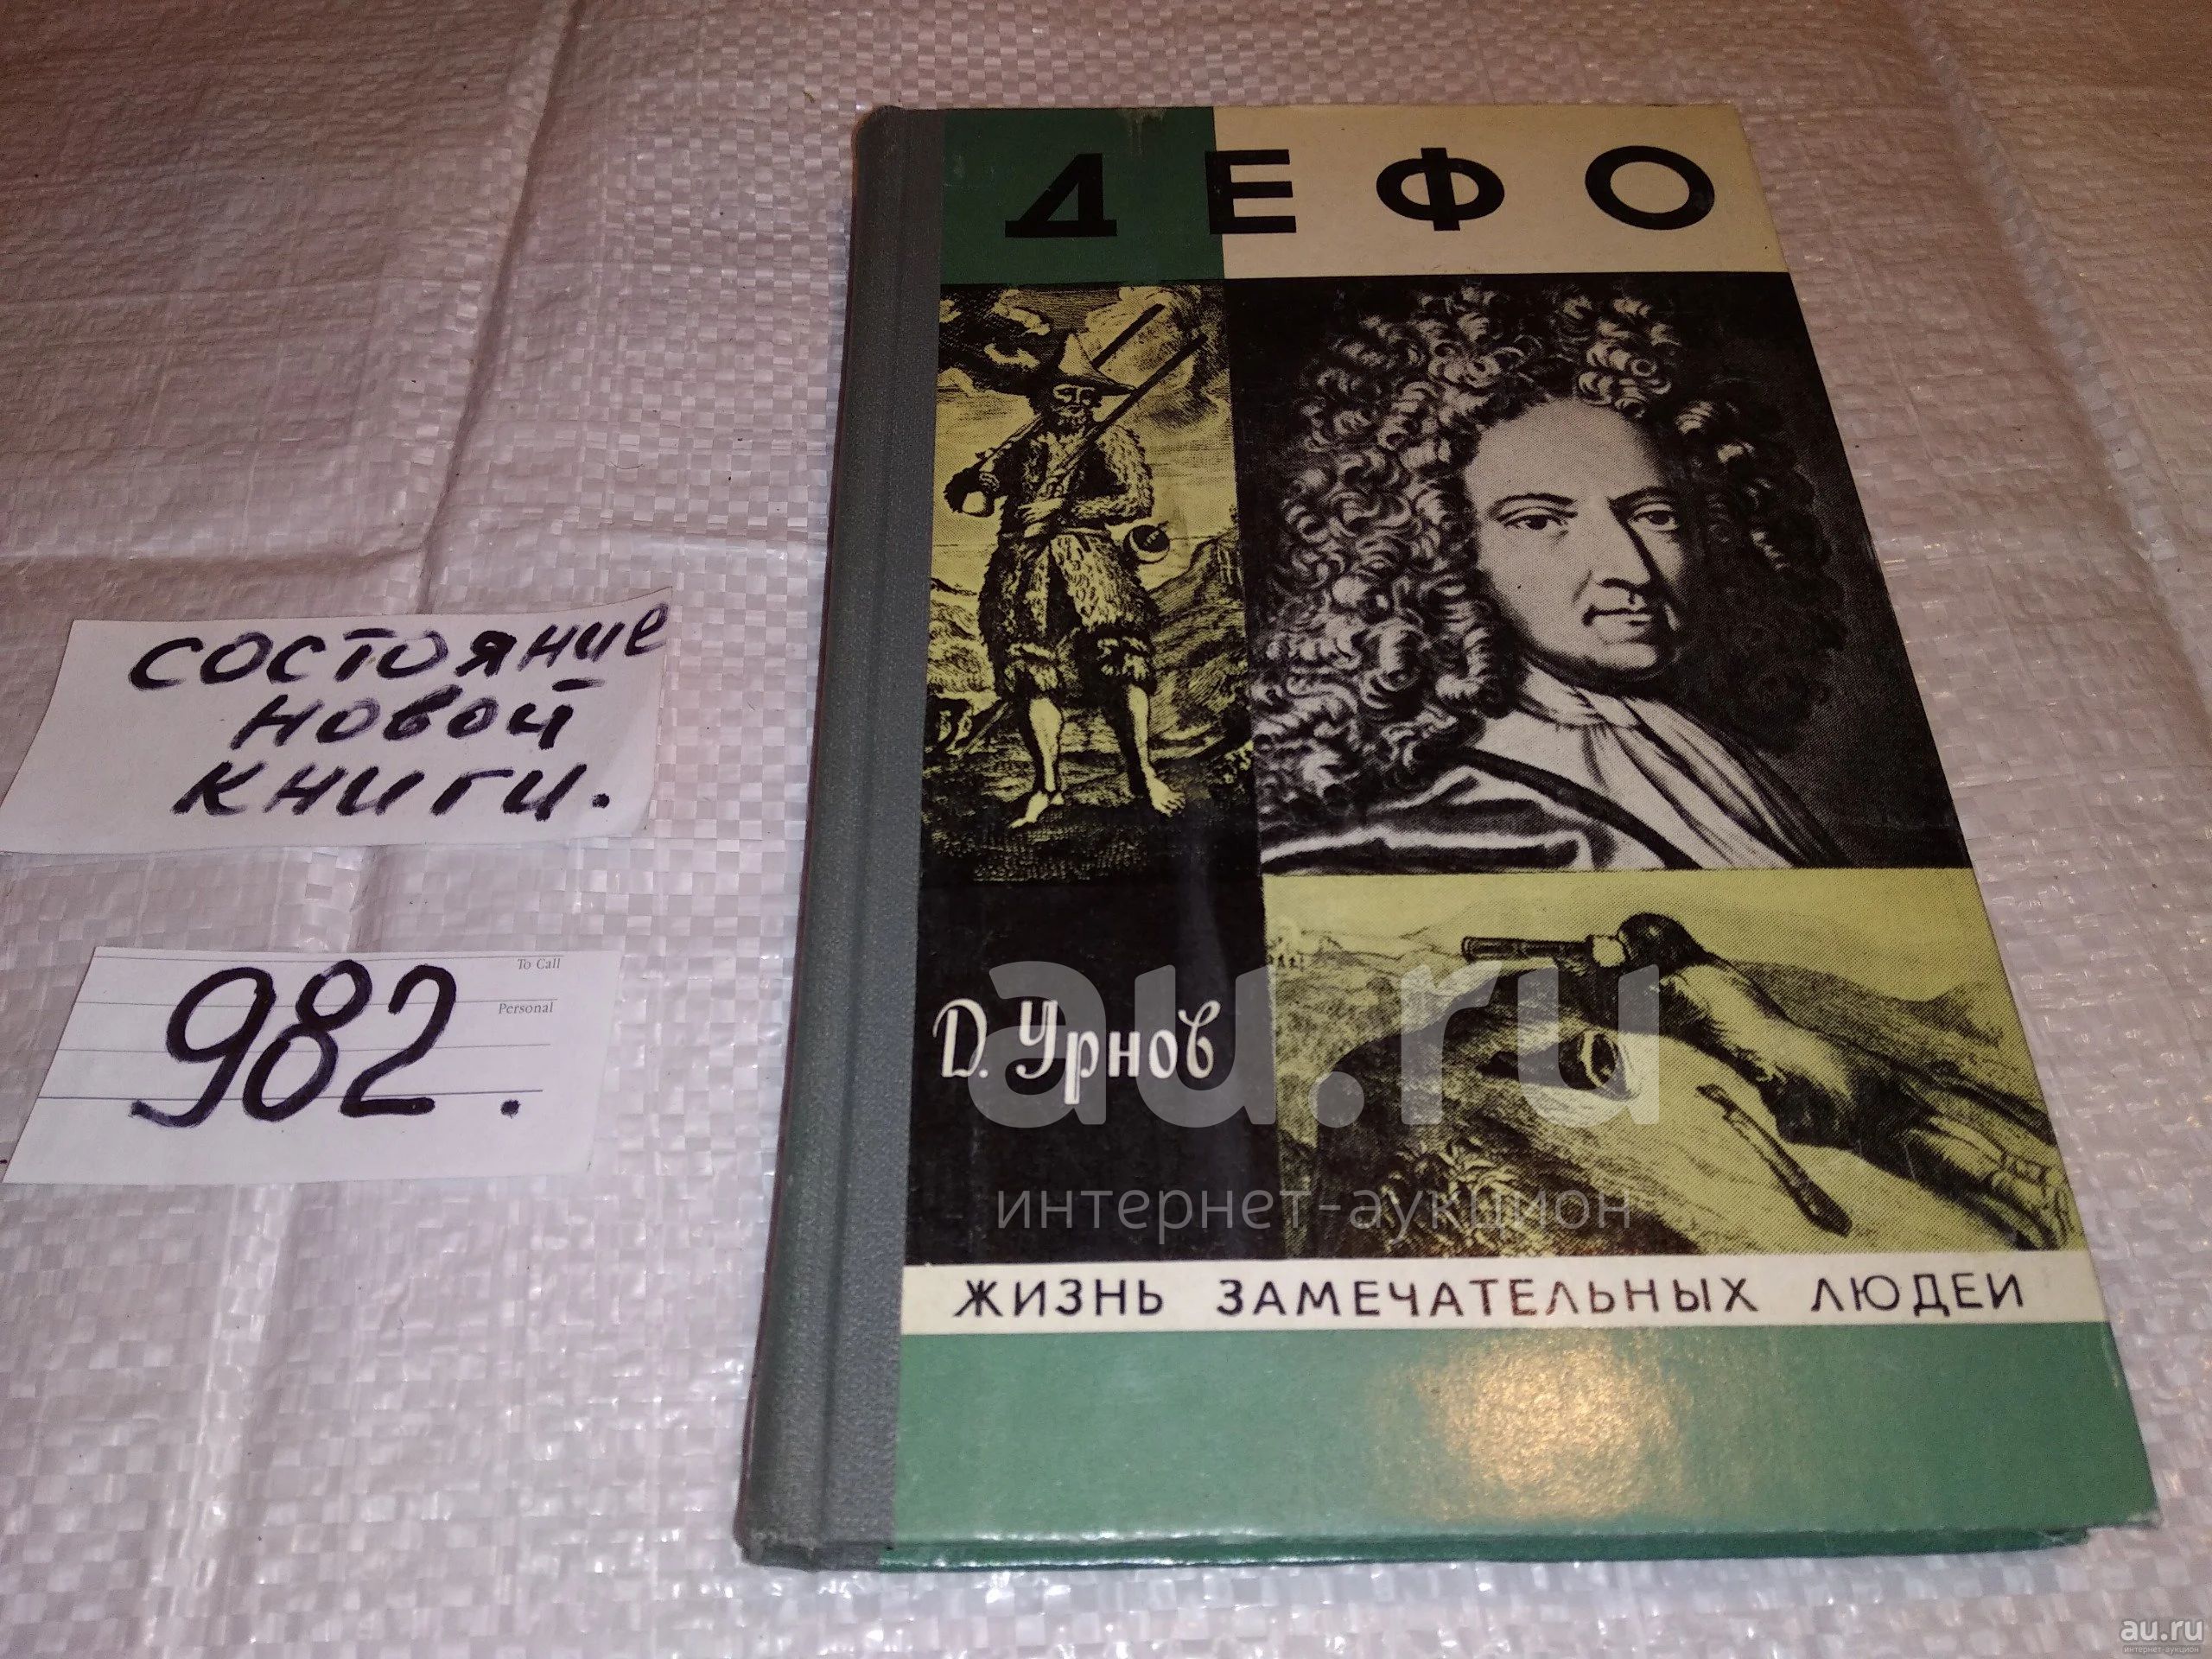 ДЕФО
состояние
новой
книги.
To Call
982.
Personal
Д. Урнов
au.ru
интернет-аукцион
ЖИЗНЬ ЗАМЕЧАТЕЛЬНЫХ ЛЮДЕЙ
au.ru
интернет-аукцион